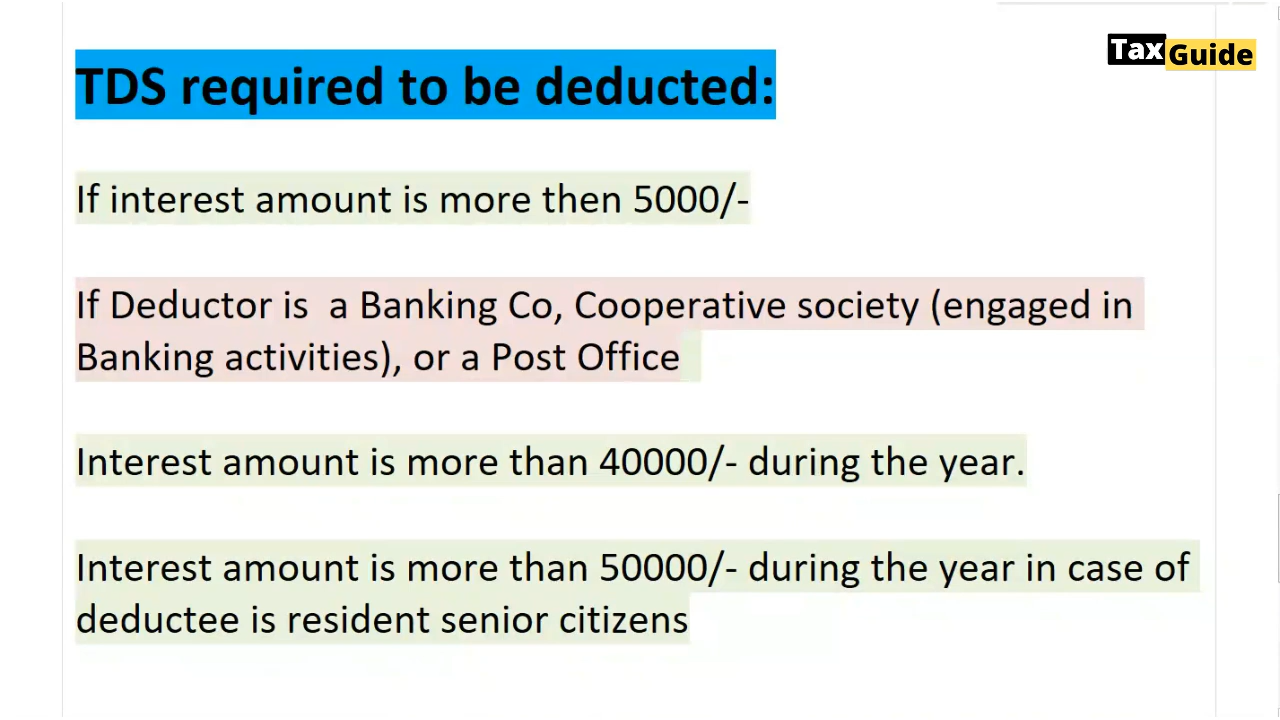 Tax Guide
TDS required to be deducted:
If interest amount is more then 5000/-
If Deductor is  a Banking Co, Cooperative society (engaged in
Banking activities), or a Post Office
Interest amount is more than 40000/- during the year.
Interest amount is more than 50000/- during the year in case of
deductee is resident senior citizens